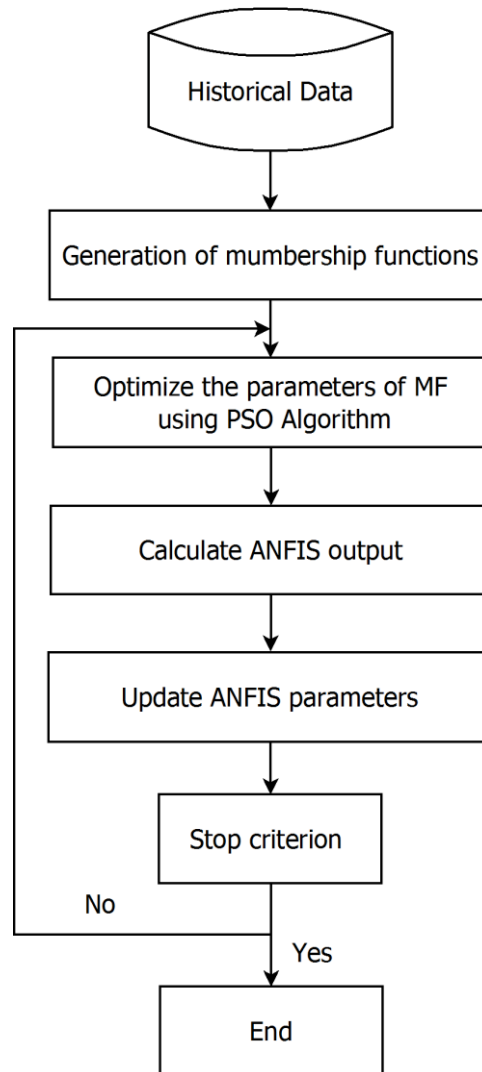 Historical Data
Generation of mumbership functions
Optimize the parameters of MF
using PSO Algorithm
Calculate ANFIS output
Update ANFIS parameters
Stop criterion
No
Yes
End